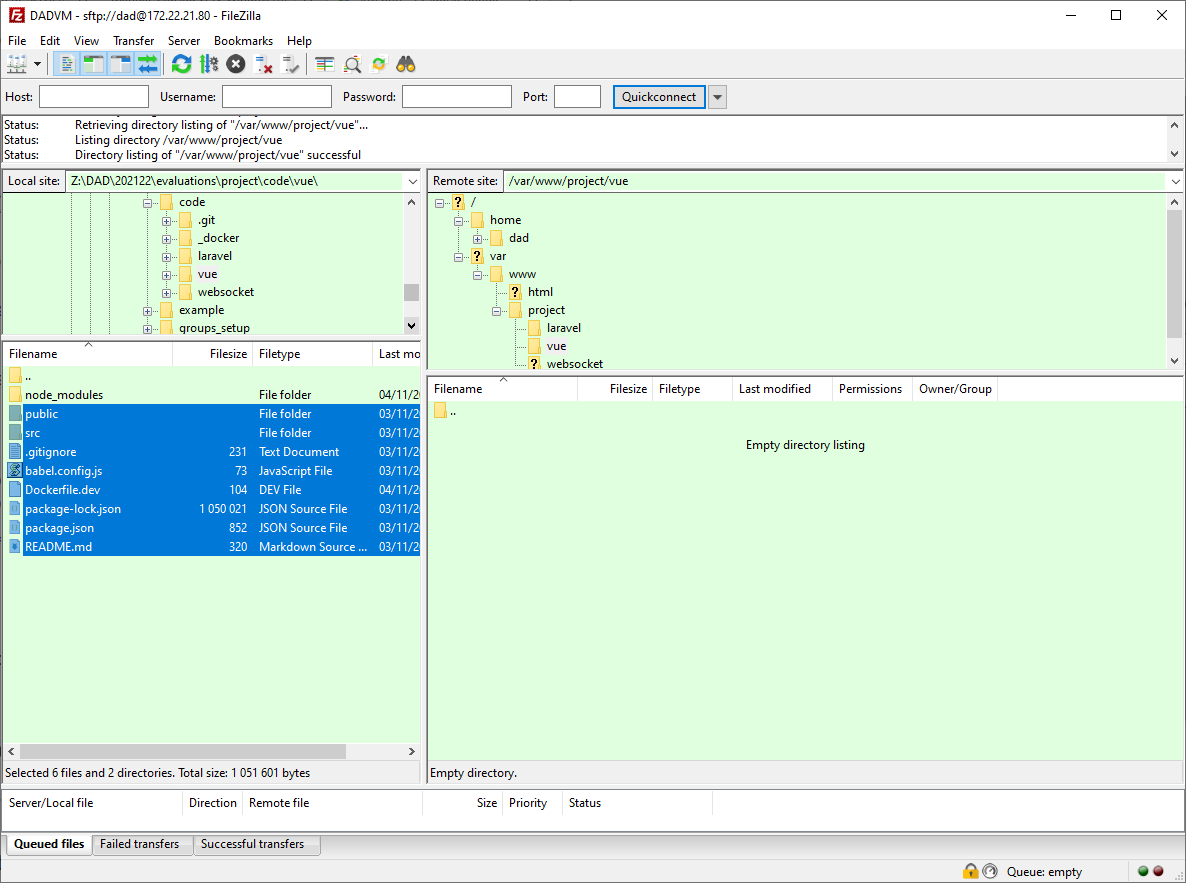 DADVM - sftp://dad@172.22.21.80 - FileZilla
File Edit View Transfer Server Bookmarks Help
Host: Username: Password: Port: Quickconnect
Status: Retrieving directory listing of "/var/www/project/vue"...
Status: Listing directory /var/www/project/vue
Status: Directory listing of "/var/www/project/vue" successful
Local site: Z:\DAD\202122\evaluations\project\code\vue\
code
.git
_docker
laravel
vue
websocket
example
groups_setup
Filename Filesize Filetype Last mo
..
node_modules File folder 04/11/2
public File folder 03/11/2
src File folder 03/11/2
.gitignore 231 Text Document 03/11/2
babel.config.js 73 JavaScript File 03/11/2
Dockerfile.dev 104 DEV File 04/11/2
package-lock.json 1 050 021 JSON Source File 03/11/2
package.json 852 JSON Source File 03/11/2
README.md 320 Markdown Source ... 03/11/2
Selected 6 files and 2 directories. Total size: 1 051 601 bytes
Remote site: /var/www/project/vue
/
home
dad
var
www
html
project
laravel
vue
websocket
Filename Filesize Filetype Last modified Permissions Owner/Group
..
Empty directory listing
Empty directory.
Server/Local file Direction Remote file Size Priority Status
Queued files Failed transfers Successful transfers
Queue: empty